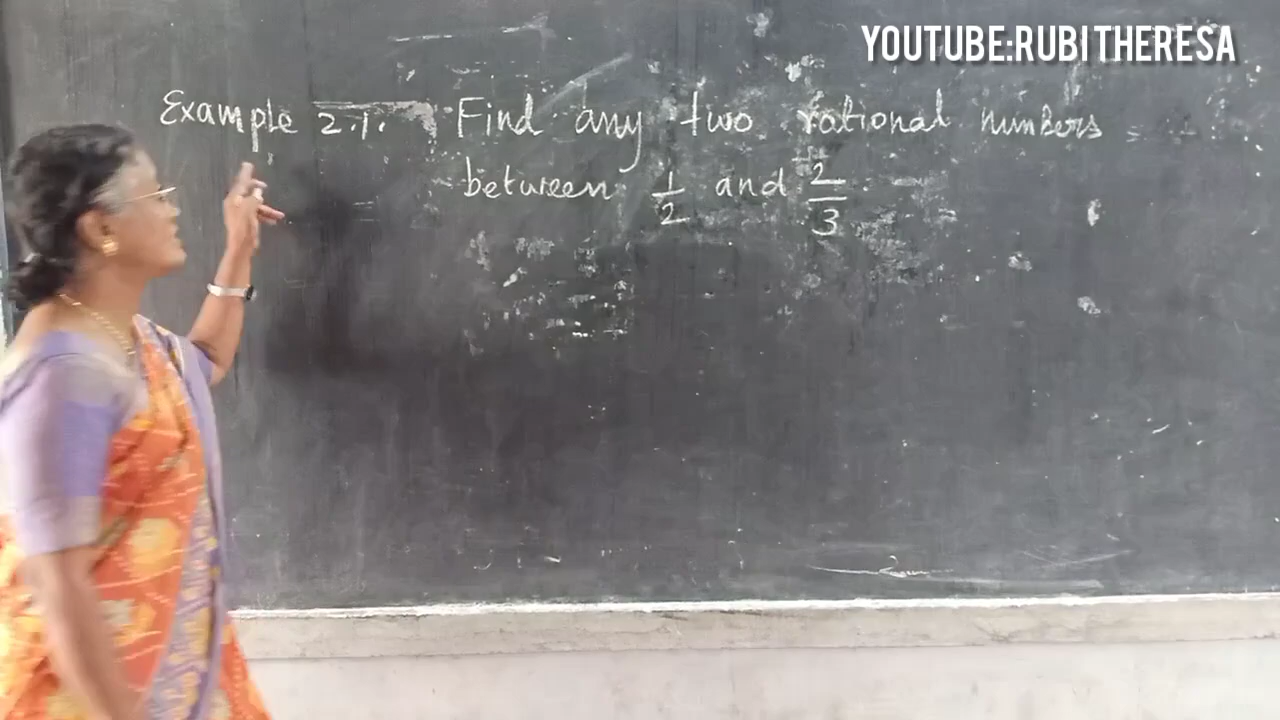 YOUTUBE:RUBI THERESA
Example 2.1. Find any two rational numbers
between 1/2 and 2/3.